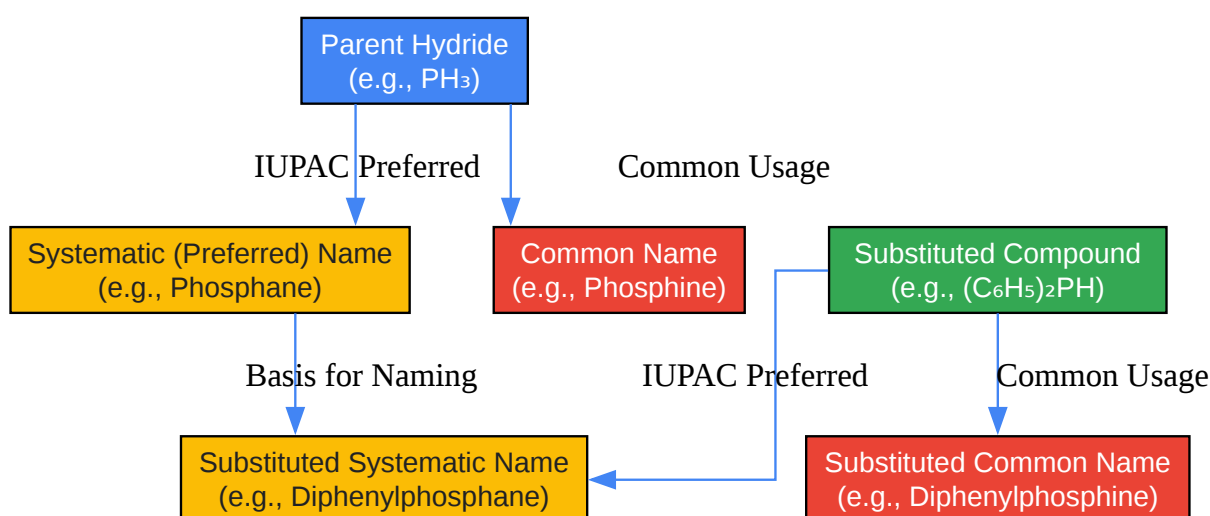 Parent Hydride
(e.g., PH₃)
IUPAC Preferred
Common Usage
Systematic (Preferred) Name
(e.g., Phosphane)
Common Name
(e.g., Phosphine)
Substituted Compound
(e.g., (C₆H₅)₂PH)
Basis for Naming
IUPAC Preferred
Common Usage
Substituted Systematic Name
(e.g., Diphenylphosphane)
Substituted Common Name
(e.g., Diphenylphosphine)